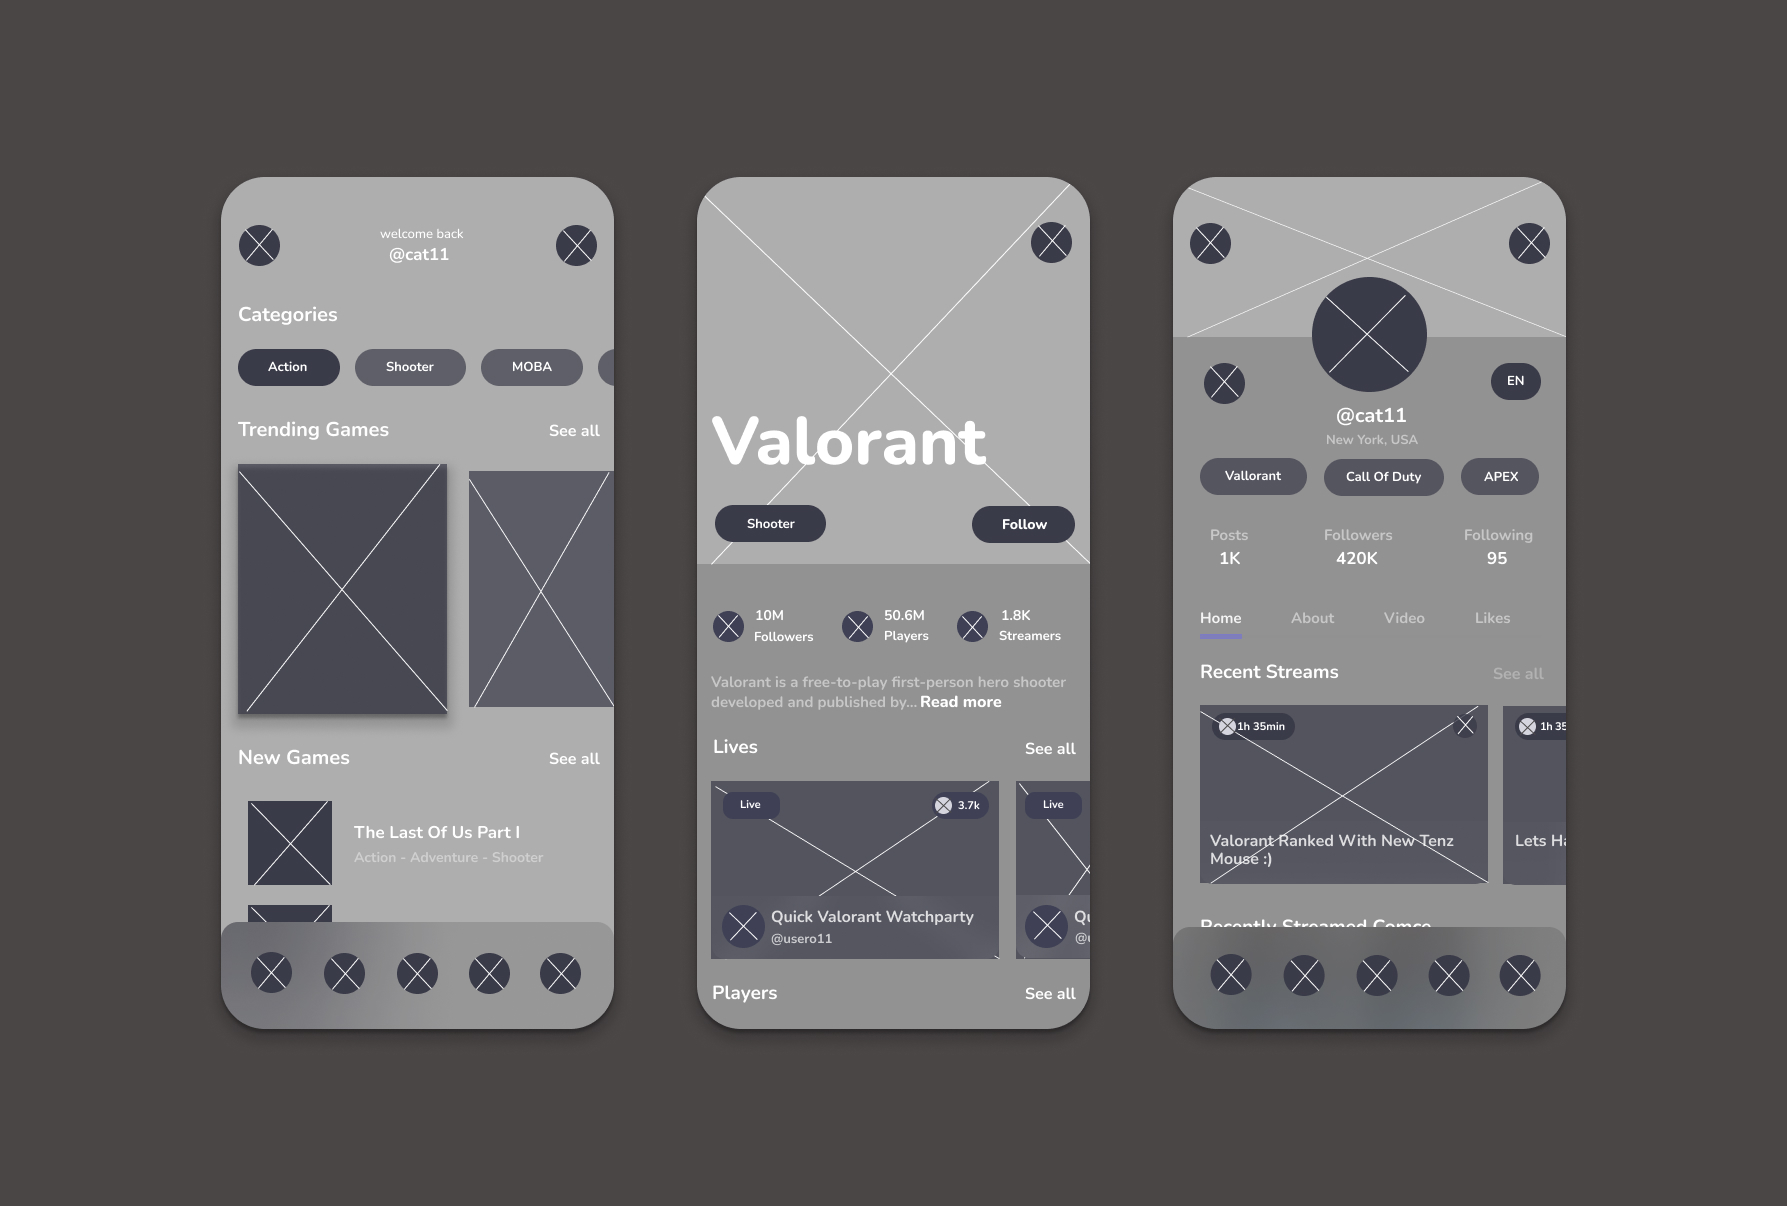 welcome back
@cat11
Categories
Action
Shooter
MOBA
Trending Games
See all
New Games
See all
The Last Of Us Part I
Action - Adventure - Shooter
Valorant
Shooter
Follow
10M
Followers
50.6M
Players
1.8K
Streamers
Valorant is a free-to-play first-person hero shooter
developed and published by... Read more
Lives
See all
Live
3.7k
Quick Valorant Watchparty
@usero11
Live
Qu
@u
Players
See all
EN
@cat11
New York, USA
Vallorant
Call Of Duty
APEX
Posts
1K
Followers
420K
Following
95
Home
About
Video
Likes
Recent Streams
See all
1h 35min
Valorant Ranked With New Tenz
Mouse :)
1h 35
Lets Ha
Recently Streamed